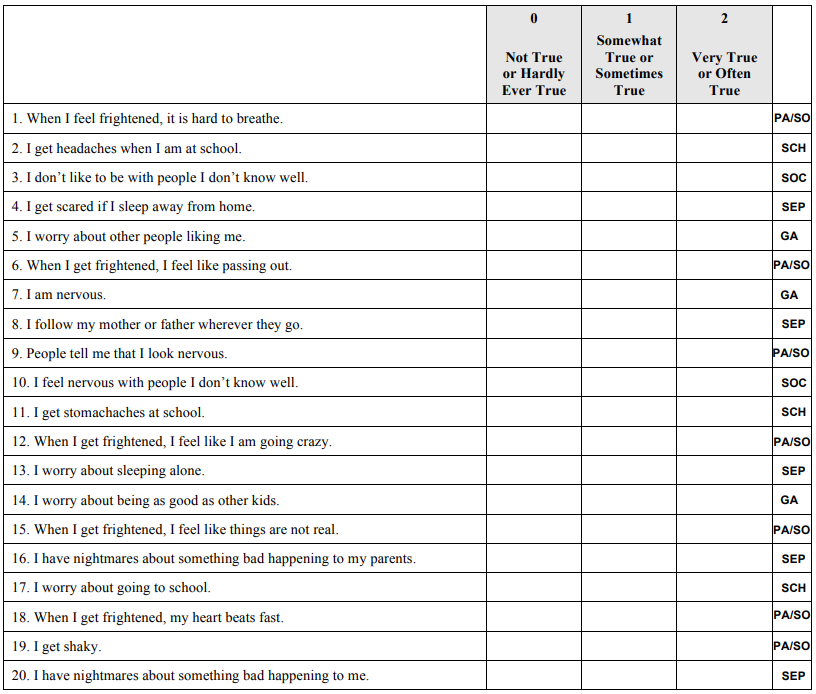 0 1 2
Not True or Hardly Ever True
Somewhat True or Sometimes True
Very True or Often True
1. When I feel frightened, it is hard to breathe. PA/SO
2. I get headaches when I am at school. SCH
3. I don’t like to be with people I don’t know well. SOC
4. I get scared if I sleep away from home. SEP
5. I worry about other people liking me. GA
6. When I get frightened, I feel like passing out. PA/SO
7. I am nervous. GA
8. I follow my mother or father wherever they go. SEP
9. People tell me that I look nervous. PA/SO
10. I feel nervous with people I don’t know well. SOC
11. I get stomachaches at school. SCH
12. When I get frightened, I feel like I am going crazy. PA/SO
13. I worry about sleeping alone. SEP
14. I worry about being as good as other kids. GA
15. When I get frightened, I feel like things are not real. PA/SO
16. I have nightmares about something bad happening to my parents. SEP
17. I worry about going to school. SCH
18. When I get frightened, my heart beats fast. PA/SO
19. I get shaky. PA/SO
20. I have nightmares about something bad happening to me. SEP